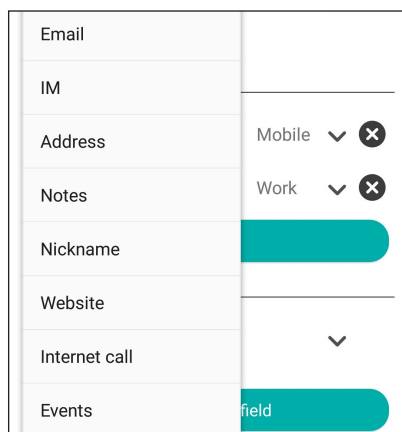 Email
IM
Address
Mobile
Notes
Work
Nickname
Website
Internet call
Events
field